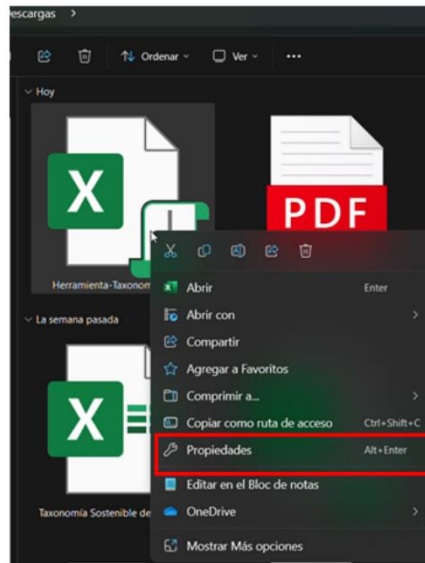 Descargas >
Ordenar
Ver
Hoy
X
PDF
Herramienta-Taxonom
Abrir Enter
Abrir con
La semana pasada
Compartir
Agregar a Favoritos
Comprimir a...
X
Copiar como ruta de acceso Ctrl+Shift+C
Propiedades Alt+Enter
Editar en el Bloc de notas
Taxonomía Sostenible de
OneDrive
Mostrar Más opciones